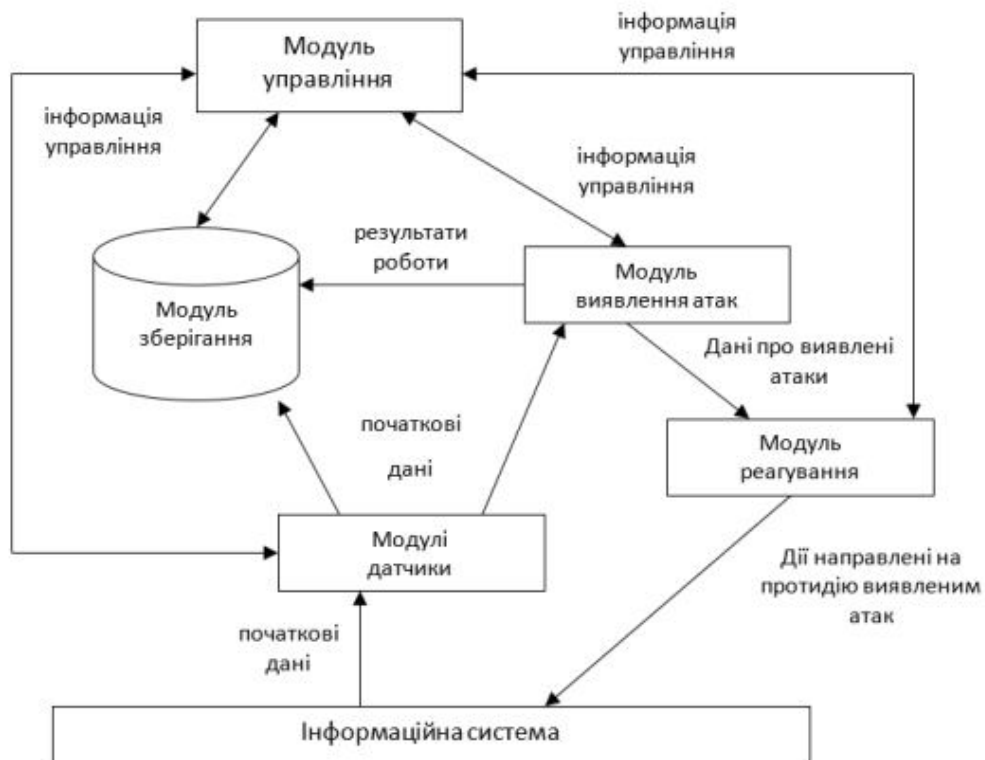 інформація
управління
Модуль
управління
інформація
управління
інформація
управління
результати
роботи
Модуль
виявлення атак
Модуль
зберігання
Дані про виявлені
атаки
початкові
дані
Модуль
реагування
Модулі
датчики
Дії направлені на
протидію виявленим
атак
початкові
дані
Інформаційна система